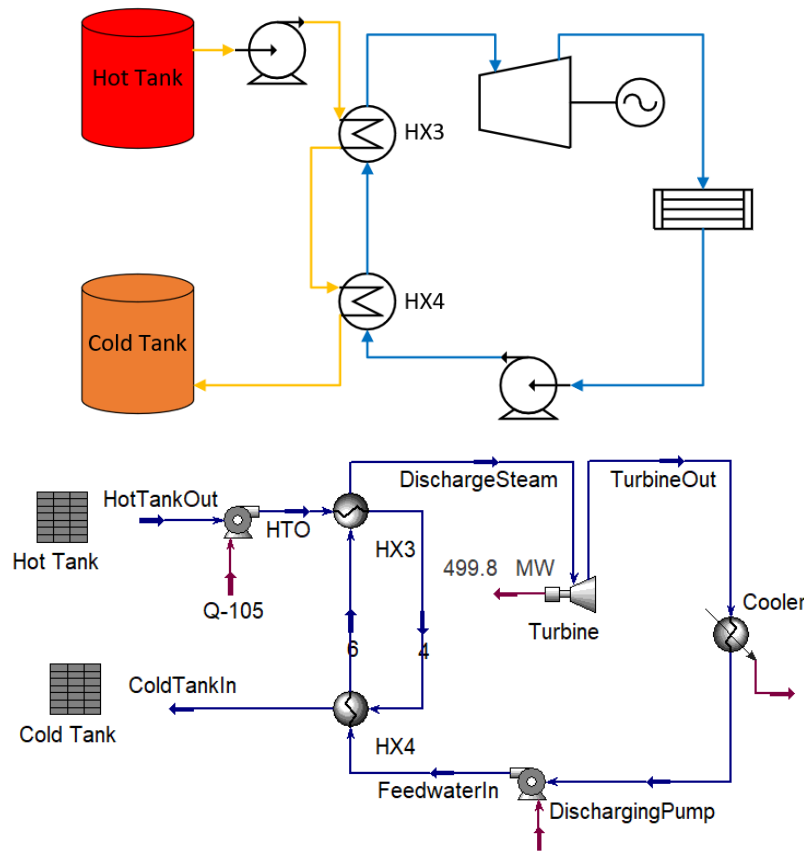 Hot Tank
HX3
HX4
Cold Tank
HotTankOut
HTO
DischargeSteam
TurbineOut
Hot Tank
Q-105
HX3
499.8 MW
Turbine
Cooler
6
4
ColdTankIn
Cold Tank
HX4
FeedwaterIn
DischargingPump